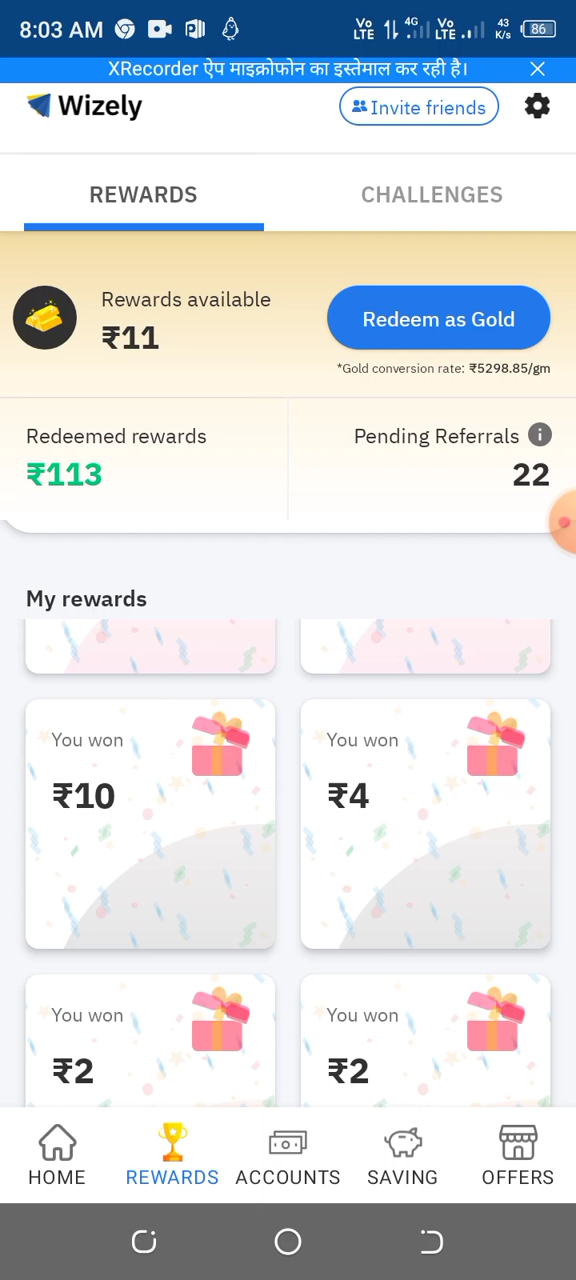 8:03 AM Vo LTE 4G Vo LTE 43 K/s 86
XRecorder ऐप माइक्रोफोन का इस्तेमाल कर रही है।
Wizely Invite friends
REWARDS CHALLENGES
Rewards available
₹11
Redeem as Gold
*Gold conversion rate: ₹5298.85/gm
Redeemed rewards
₹113
Pending Referrals
22
My rewards
You won
₹10
You won
₹4
You won
₹2
You won
₹2
HOME REWARDS ACCOUNTS SAVING OFFERS